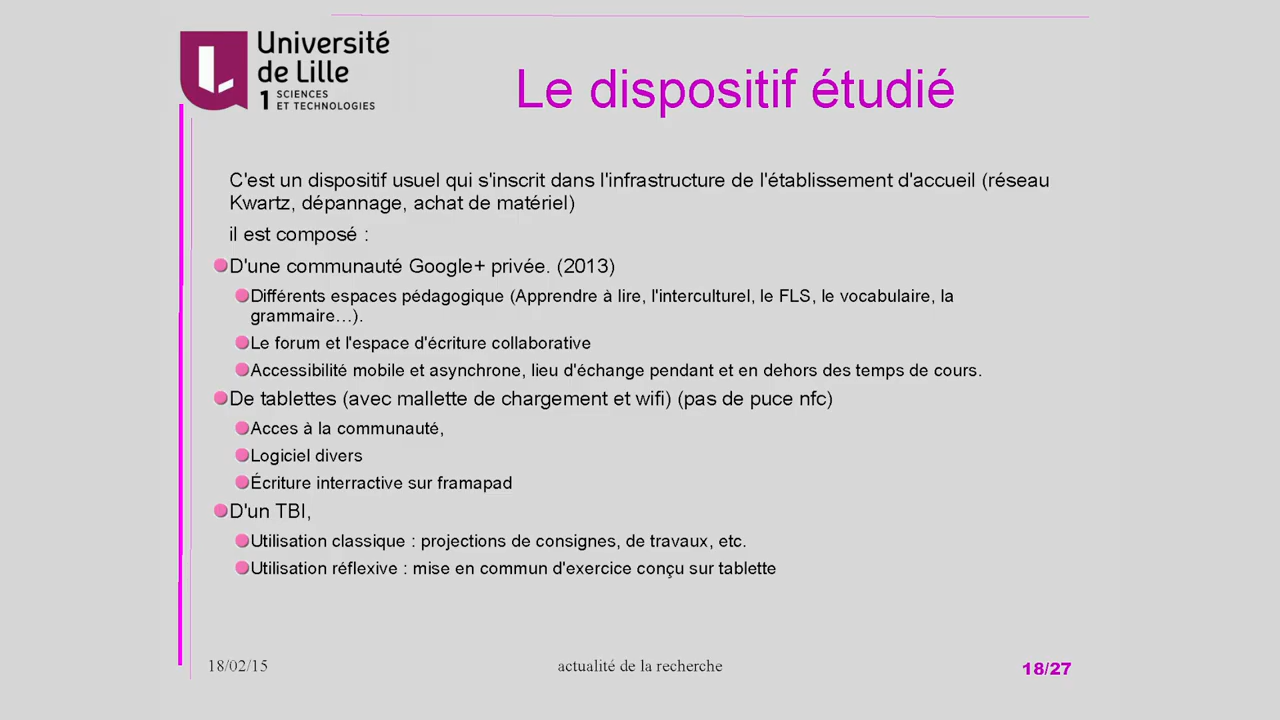 Université
de Lille
1 SCIENCES
ET TECHNOLOGIES
Le dispositif étudié
C'est un dispositif usuel qui s'inscrit dans l'infrastructure de l'établissement d'accueil (réseau
Kwartz, dépannage, achat de matériel)
il est composé :
D'une communauté Google+ privée. (2013)
Différents espaces pédagogique (Apprendre à lire, l'interculturel, le FLS, le vocabulaire, la
grammaire…).
Le forum et l'espace d'écriture collaborative
Accessibilité mobile et asynchrone, lieu d'échange pendant et en dehors des temps de cours.
De tablettes (avec mallette de chargement et wifi) (pas de puce nfc)
Acces à la communauté,
Logiciel divers
Écriture interractive sur framapad
D'un TBI,
Utilisation classique : projections de consignes, de travaux, etc.
Utilisation réflexive : mise en commun d'exercice conçu sur tablette
18/02/15
actualité de la recherche
18/27